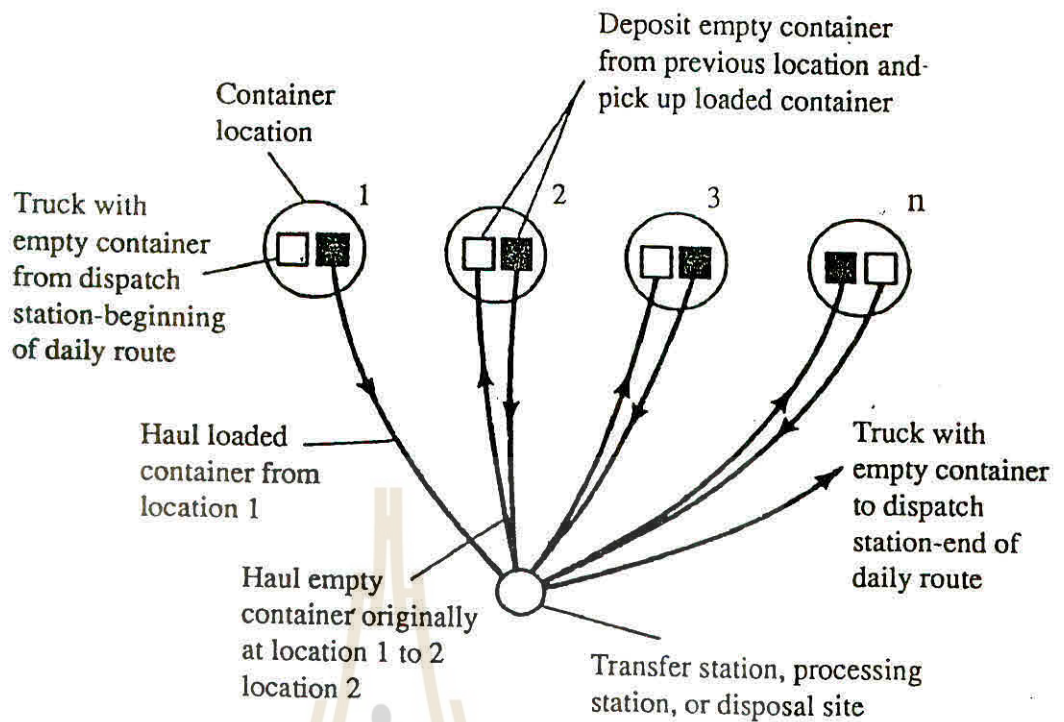 Deposit empty container
from previous location and-
pick up loaded container
Container
location
1
2
3
n
Truck with
empty container
from dispatch
station-beginning
of daily route
Haul loaded
container from
location 1
Truck with
empty container
to dispatch
station-end of
daily route
Haul empty
container originally
at location 1 to 2
location 2
Transfer station, processing
station, or disposal site